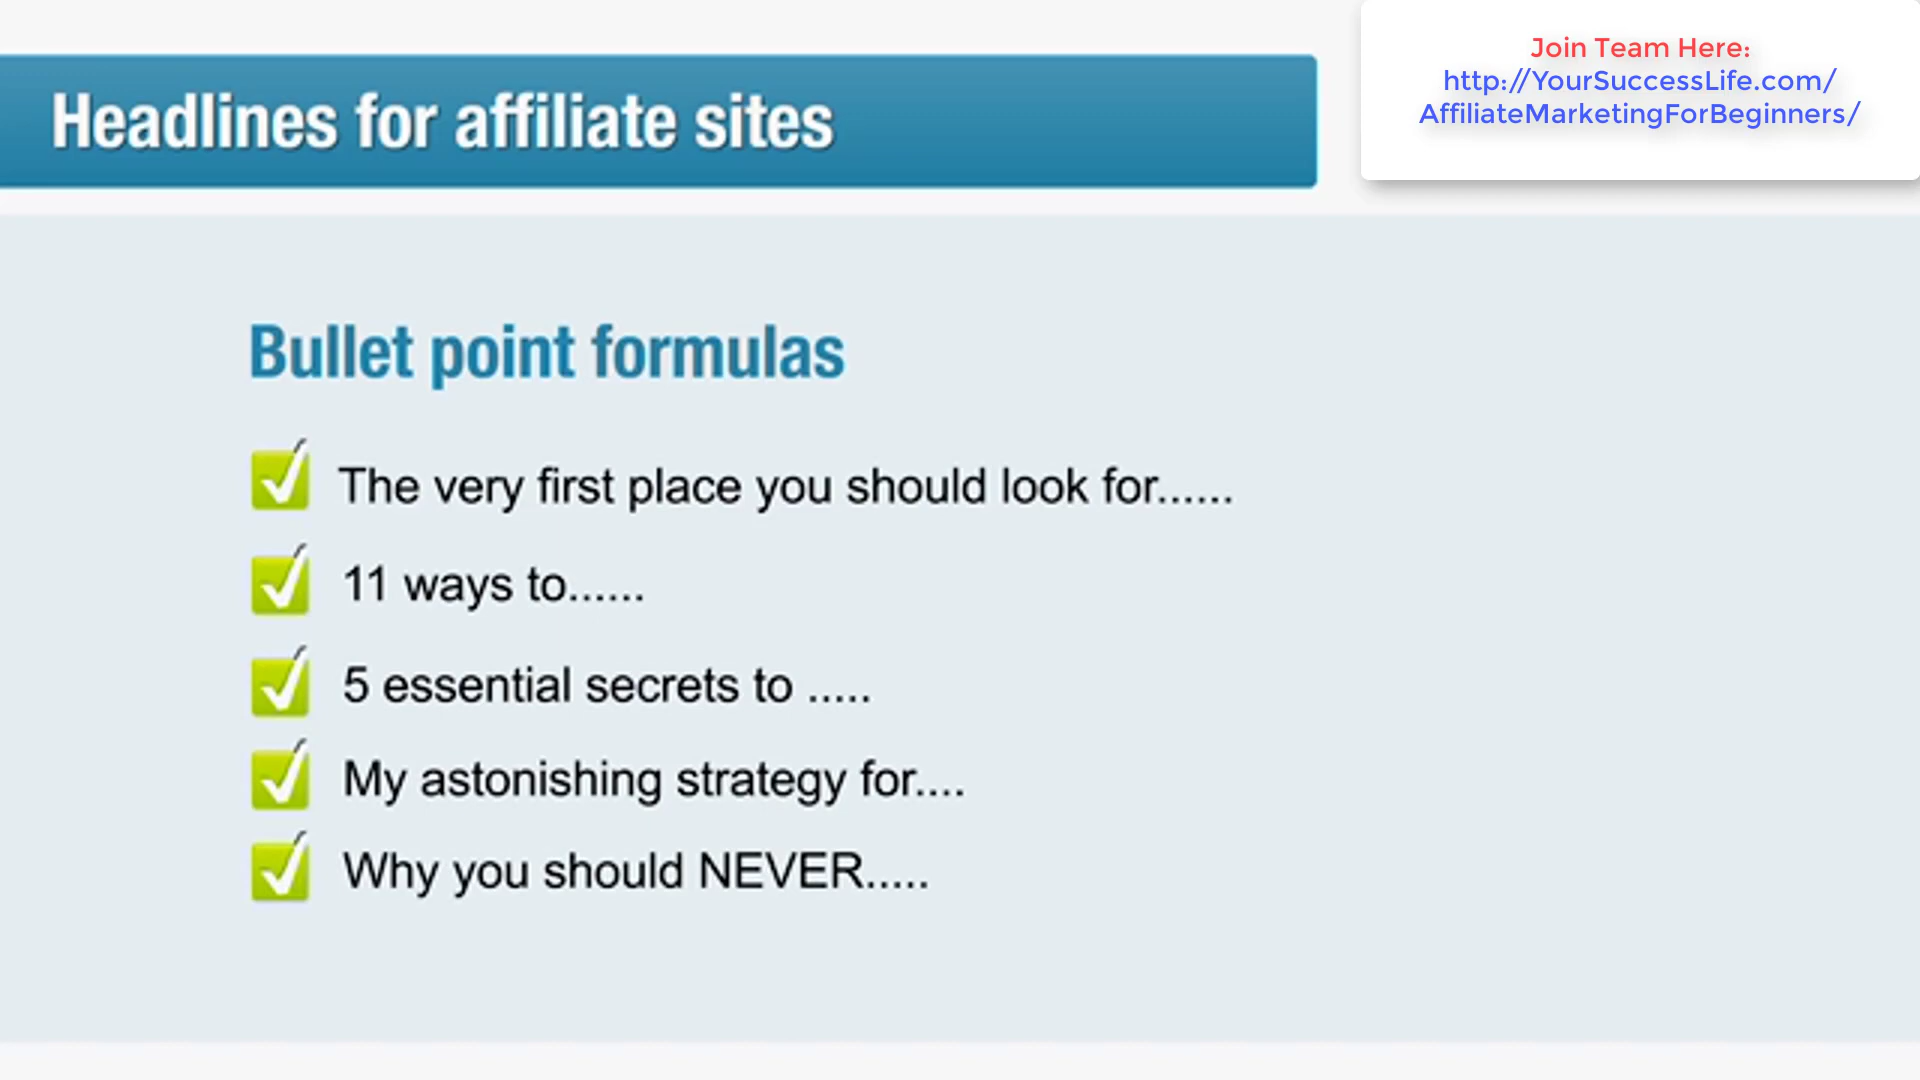 Headlines for affiliate sites
Join Team Here:
http://YourSuccessLife.com/
AffiliateMarketingForBeginners/
Bullet point formulas
The very first place you should look for......
11 ways to......
5 essential secrets to .....
My astonishing strategy for....
Why you should NEVER.....